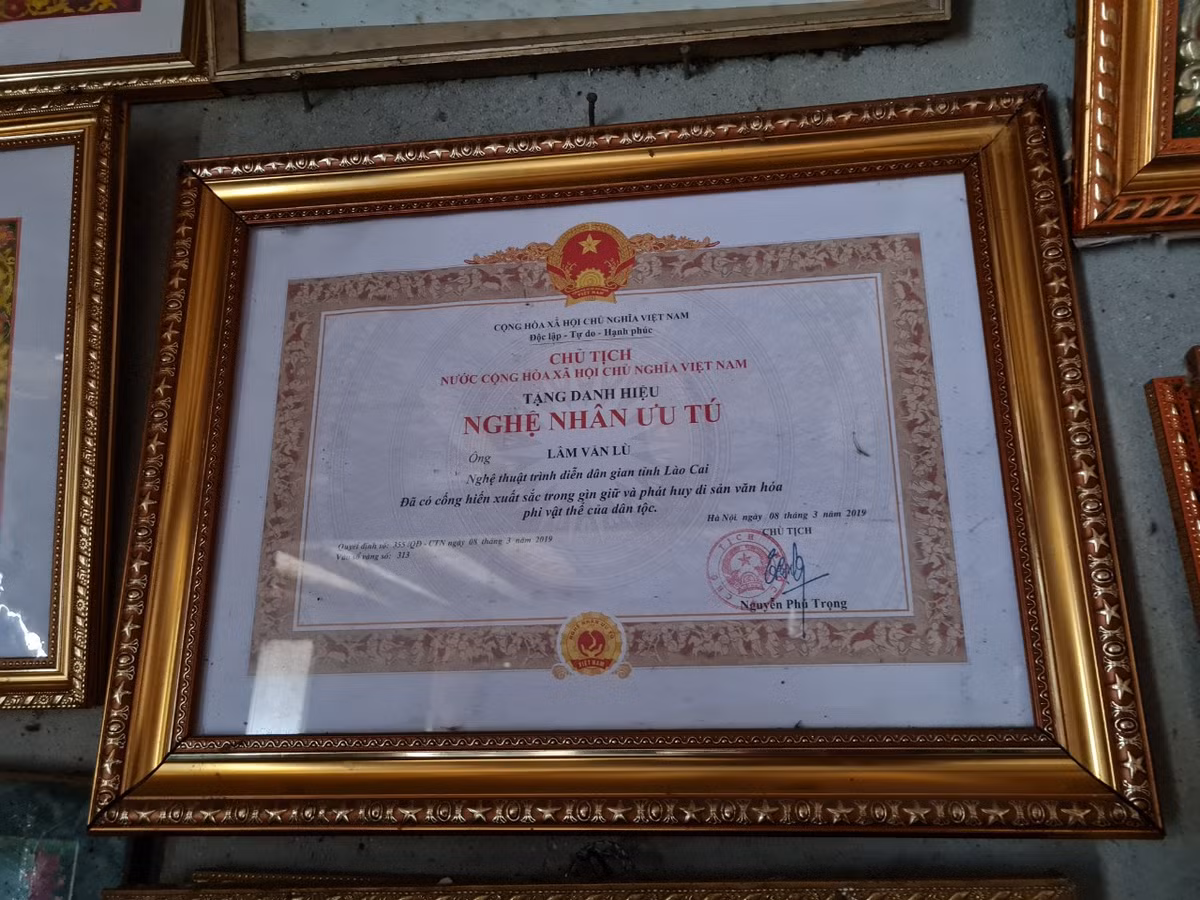 CỘNG HÒA XÃ HỘI CHỦ NGHĨA VIỆT NAM
Độc lập - Tự do - Hạnh phúc
CHỦ TỊCH
NƯỚC CỘNG HÒA XÃ HỘI CHỦ NGHĨA VIỆT NAM
TẶNG DANH HIỆU
NGHỆ NHÂN ƯU TÚ
Ông LÂM VĂN LÙ
Nghệ thuật trình diễn dân gian tỉnh Lào Cai
Đã có cống hiến xuất sắc trong gìn giữ và phát huy di sản văn hóa
phi vật thể của dân tộc.
Hà Nội, ngày 08 tháng 3 năm 2019
CHỦ TỊCH
Quyết định số: 355/QĐ - CTN ngày 08 tháng 3 năm 2019
Vào sổ vàng số: 313
Nguyễn Phú Trọng
VIỆT NAM
VIỆT NAM